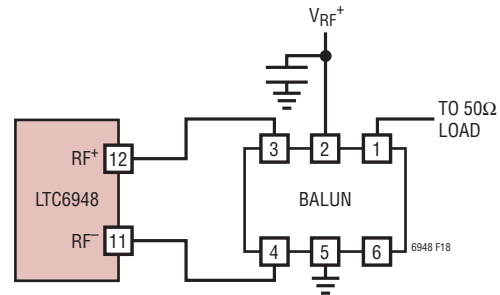 VRF+
TO 50Ω
LOAD
3 2 1
RF+ 12
LTC6948
BALUN
RF− 11
4 5 6
6948 F18